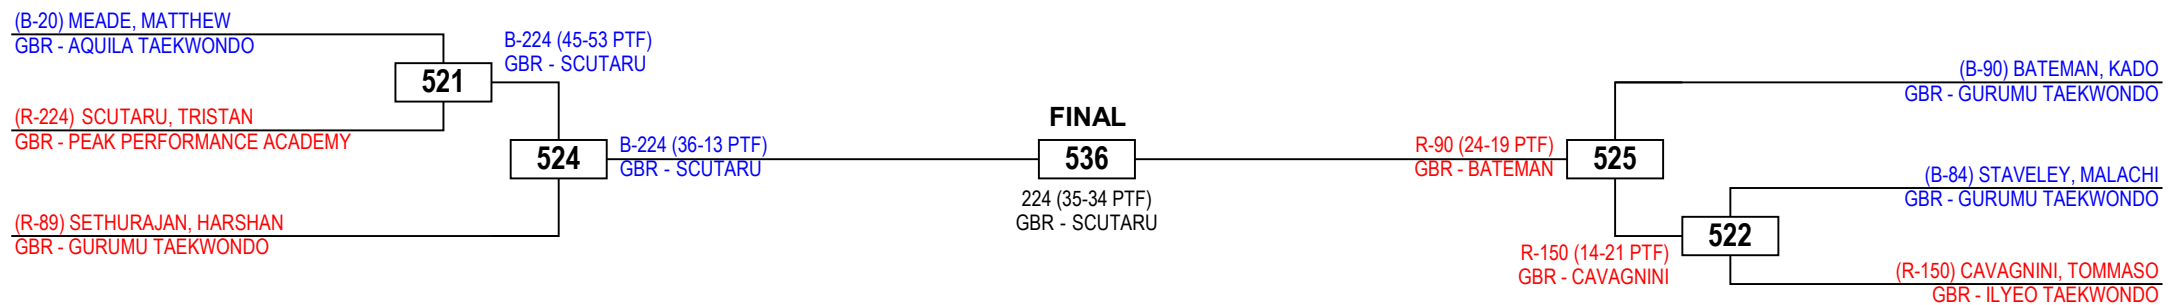 (B-20) MEADE, MATTHEW
GBR - AQUILA TAEKWONDO
B-224 (45-53 PTF)
GBR - SCUTARU
521
(R-224) SCUTARU, TRISTAN
GBR - PEAK PERFORMANCE ACADEMY
524
B-224 (36-13 PTF)
GBR - SCUTARU
(R-89) SETHURAJAN, HARSHAN
GBR - GURUMU TAEKWONDO
FINAL
536
224 (35-34 PTF)
GBR - SCUTARU
(B-90) BATEMAN, KADO
GBR - GURUMU TAEKWONDO
R-90 (24-19 PTF)
GBR - BATEMAN
525
(B-84) STAVELEY, MALACHI
GBR - GURUMU TAEKWONDO
522
R-150 (14-21 PTF)
GBR - CAVAGNINI
(R-150) CAVAGNINI, TOMMASO
GBR - ILYEO TAEKWONDO